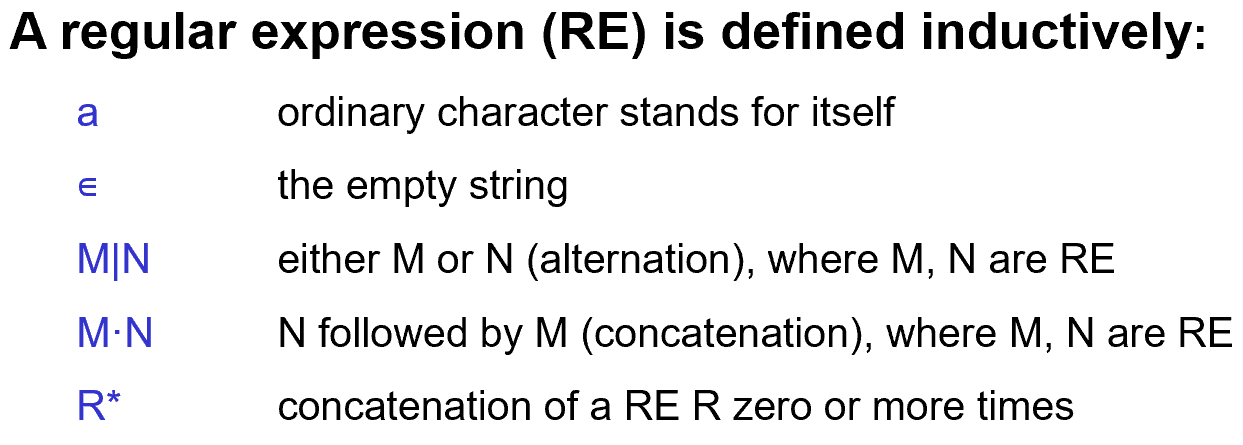 A regular expression (RE) is defined inductively:
a ordinary character stands for itself
∊ the empty string
M|N either M or N (alternation), where M, N are RE
M·N N followed by M (concatenation), where M, N are RE
R* concatenation of a RE R zero or more times